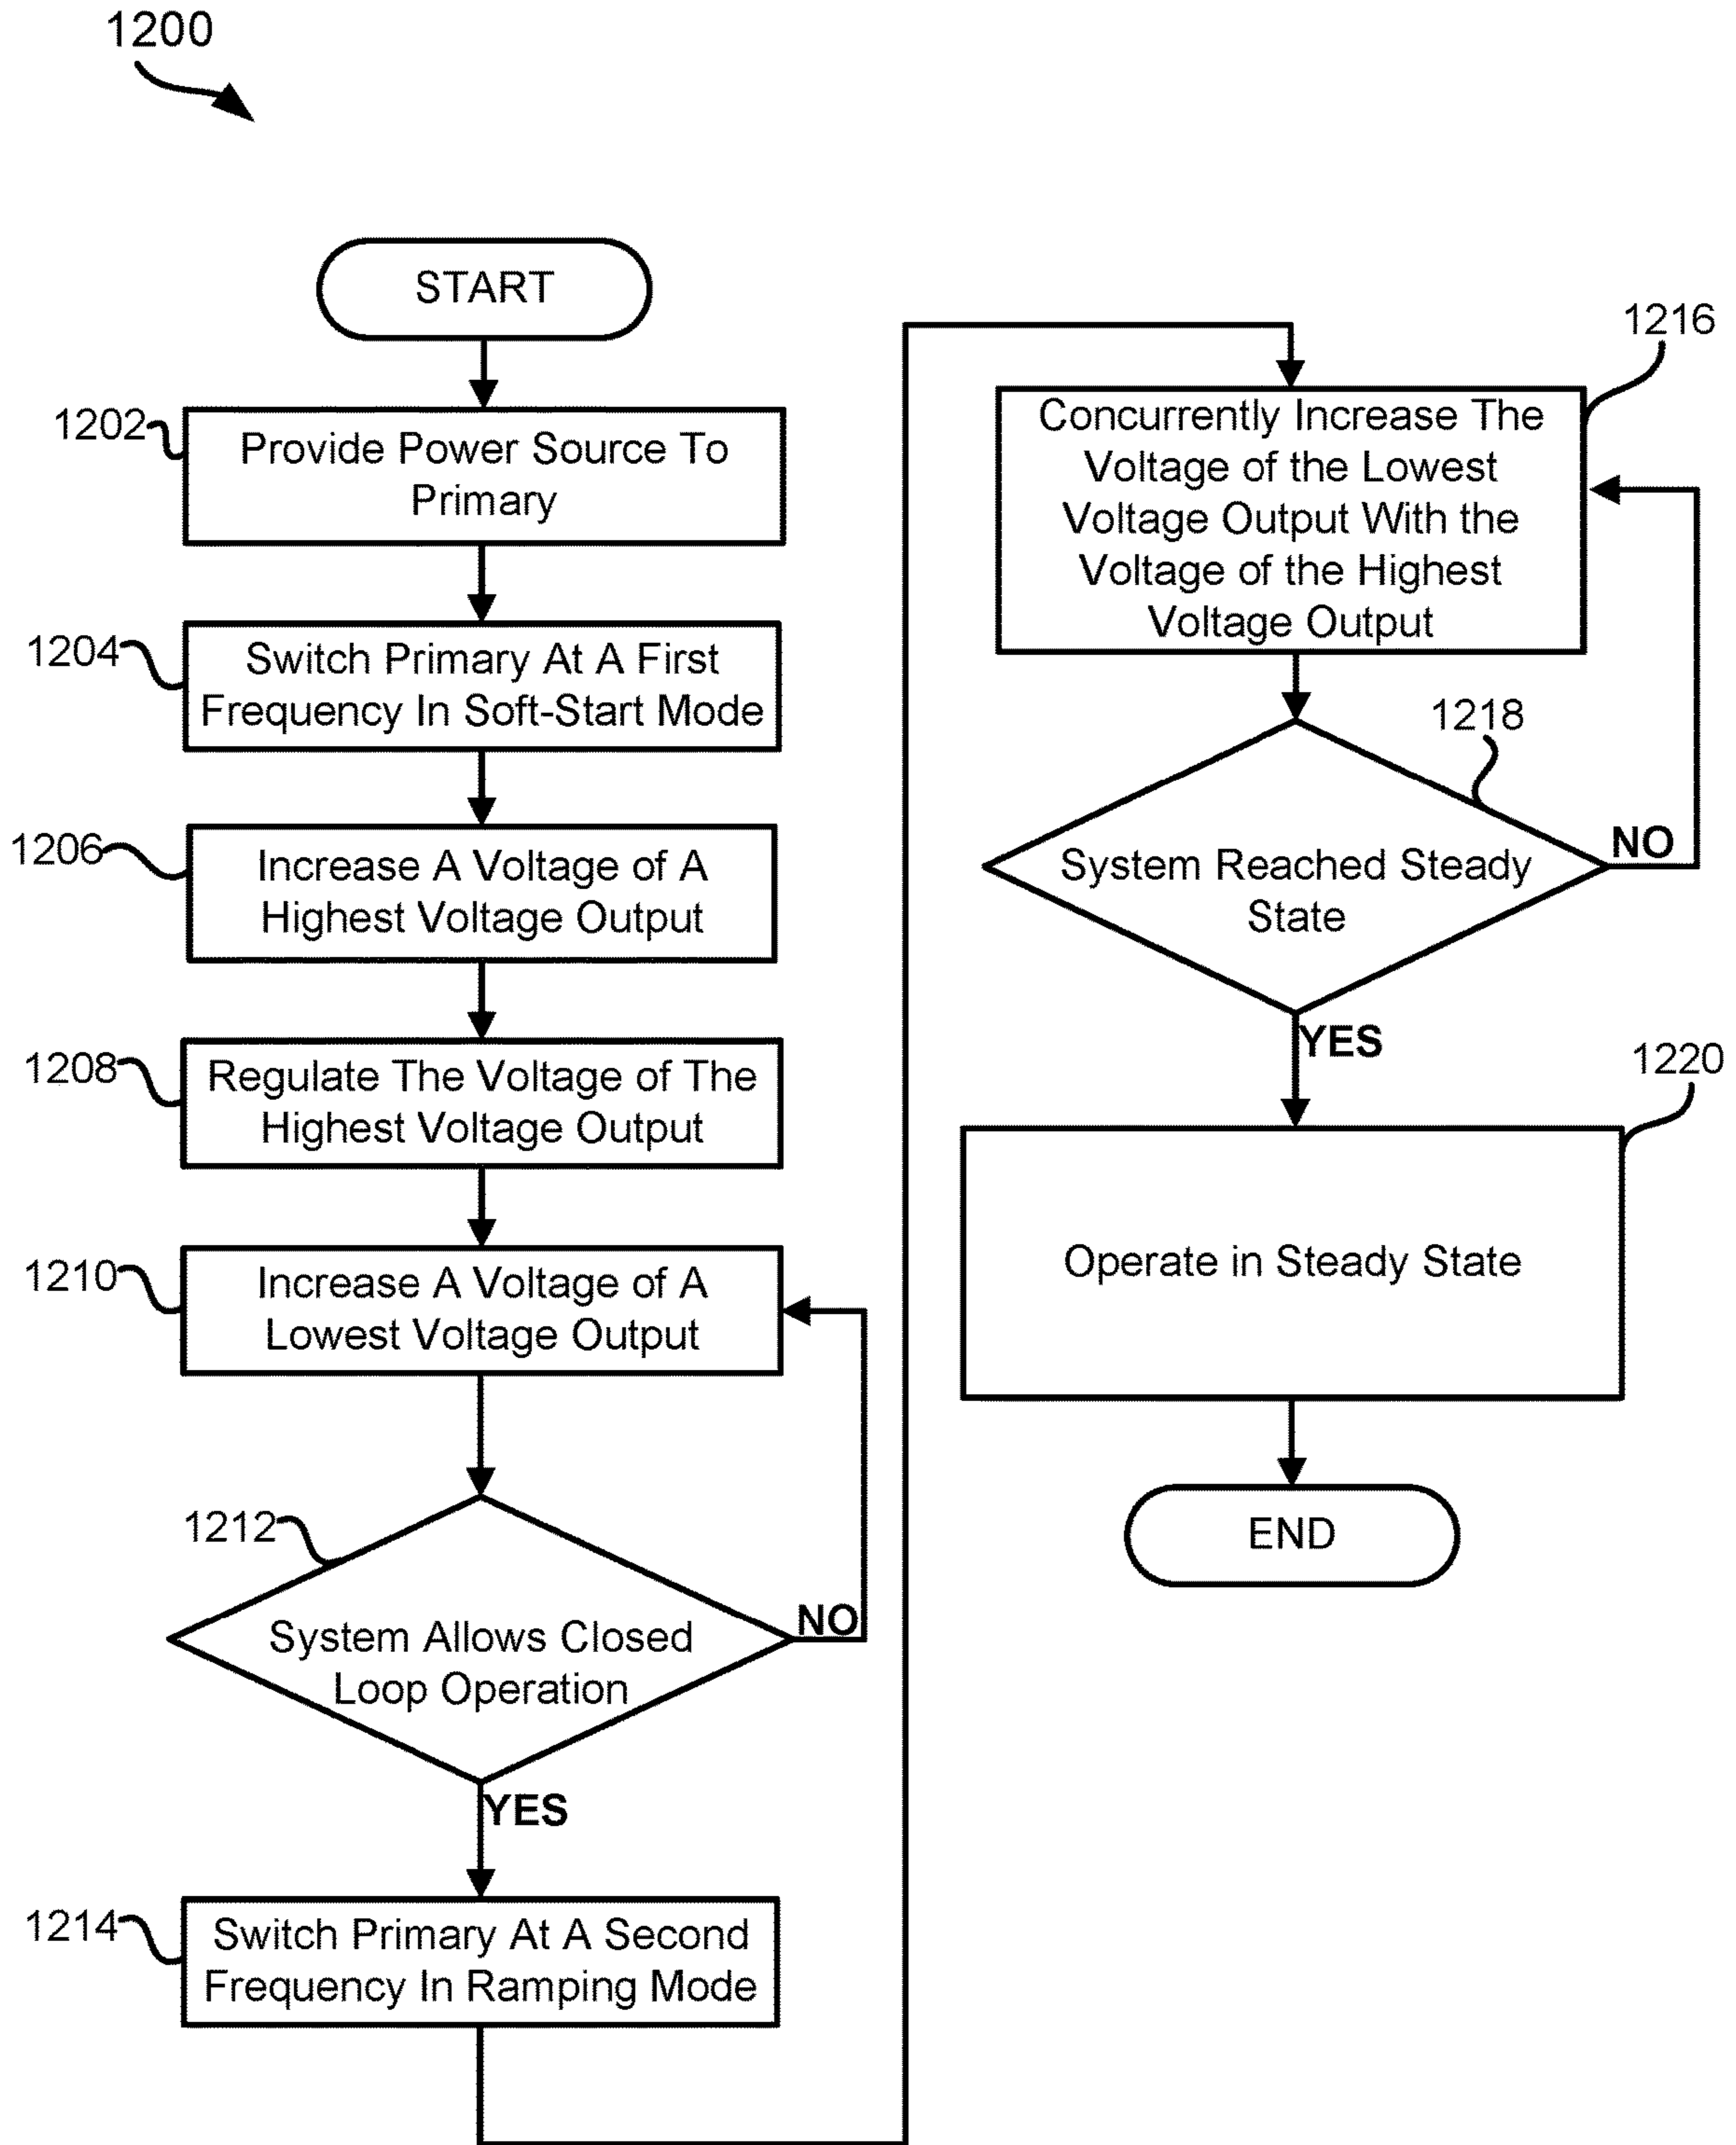 1200
START
1202
Provide Power Source To
Primary
1204
Switch Primary At A First
Frequency In Soft-Start Mode
1206
Increase A Voltage of A
Highest Voltage Output
1208
Regulate The Voltage of The
Highest Voltage Output
1210
Increase A Voltage of A
Lowest Voltage Output
1212
System Allows Closed
Loop Operation
NO
YES
1214
Switch Primary At A Second
Frequency In Ramping Mode
1216
Concurrently Increase The
Voltage of the Lowest
Voltage Output With the
Voltage of the Highest
Voltage Output
1218
System Reached Steady
State
NO
YES
1220
Operate in Steady State
END